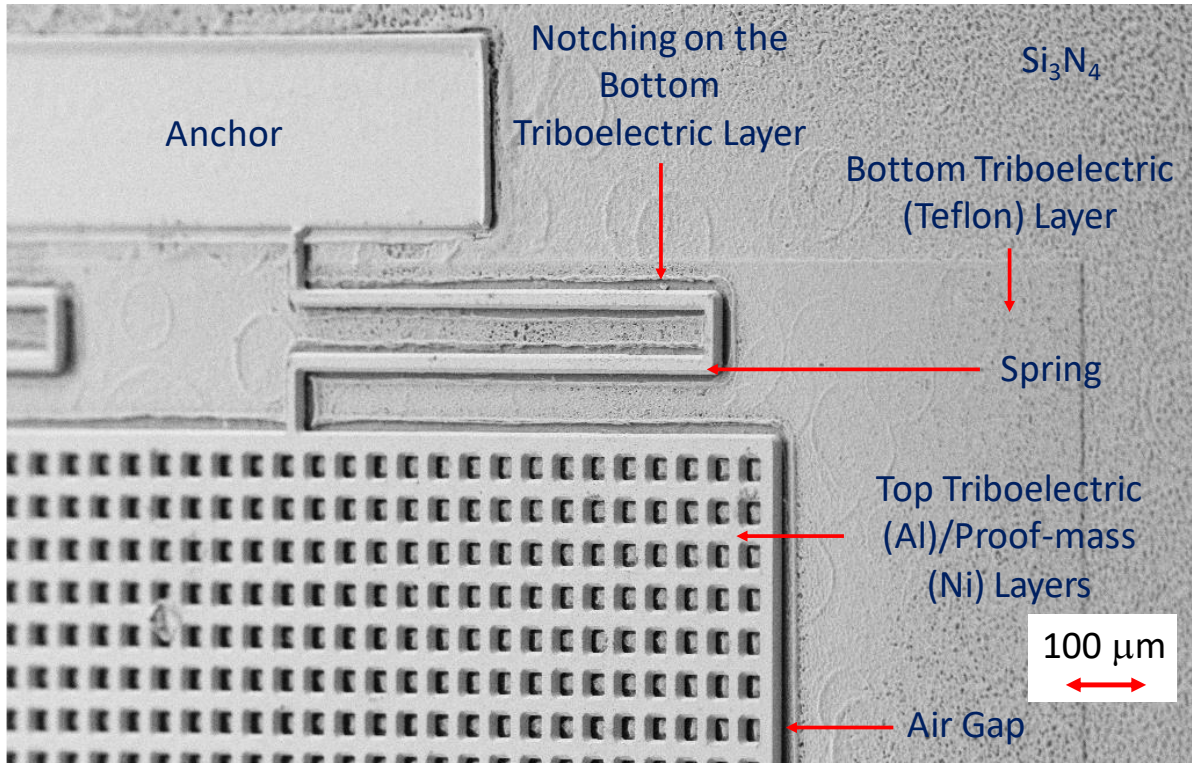 Notching on the
Bottom
Triboelectric Layer
Si₃N₄
Anchor
Bottom Triboelectric
(Teflon) Layer
Spring
Top Triboelectric
(Al)/Proof-mass
(Ni) Layers
100 μm
Air Gap